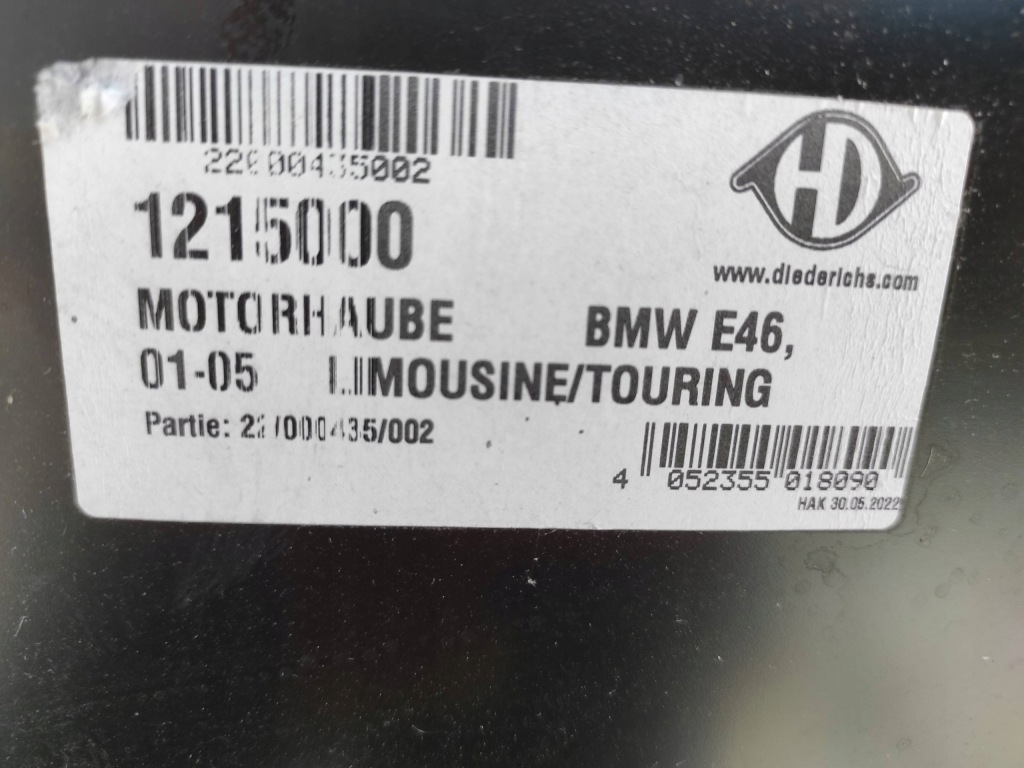 22000435002
1215000
HD
www.diederichs.com
MOTORHAUBE BMW E46,
01-05 LIMOUSINE/TOURING
Partie: 22/000435/002
4 052355 018090
HAK 30.05.2022